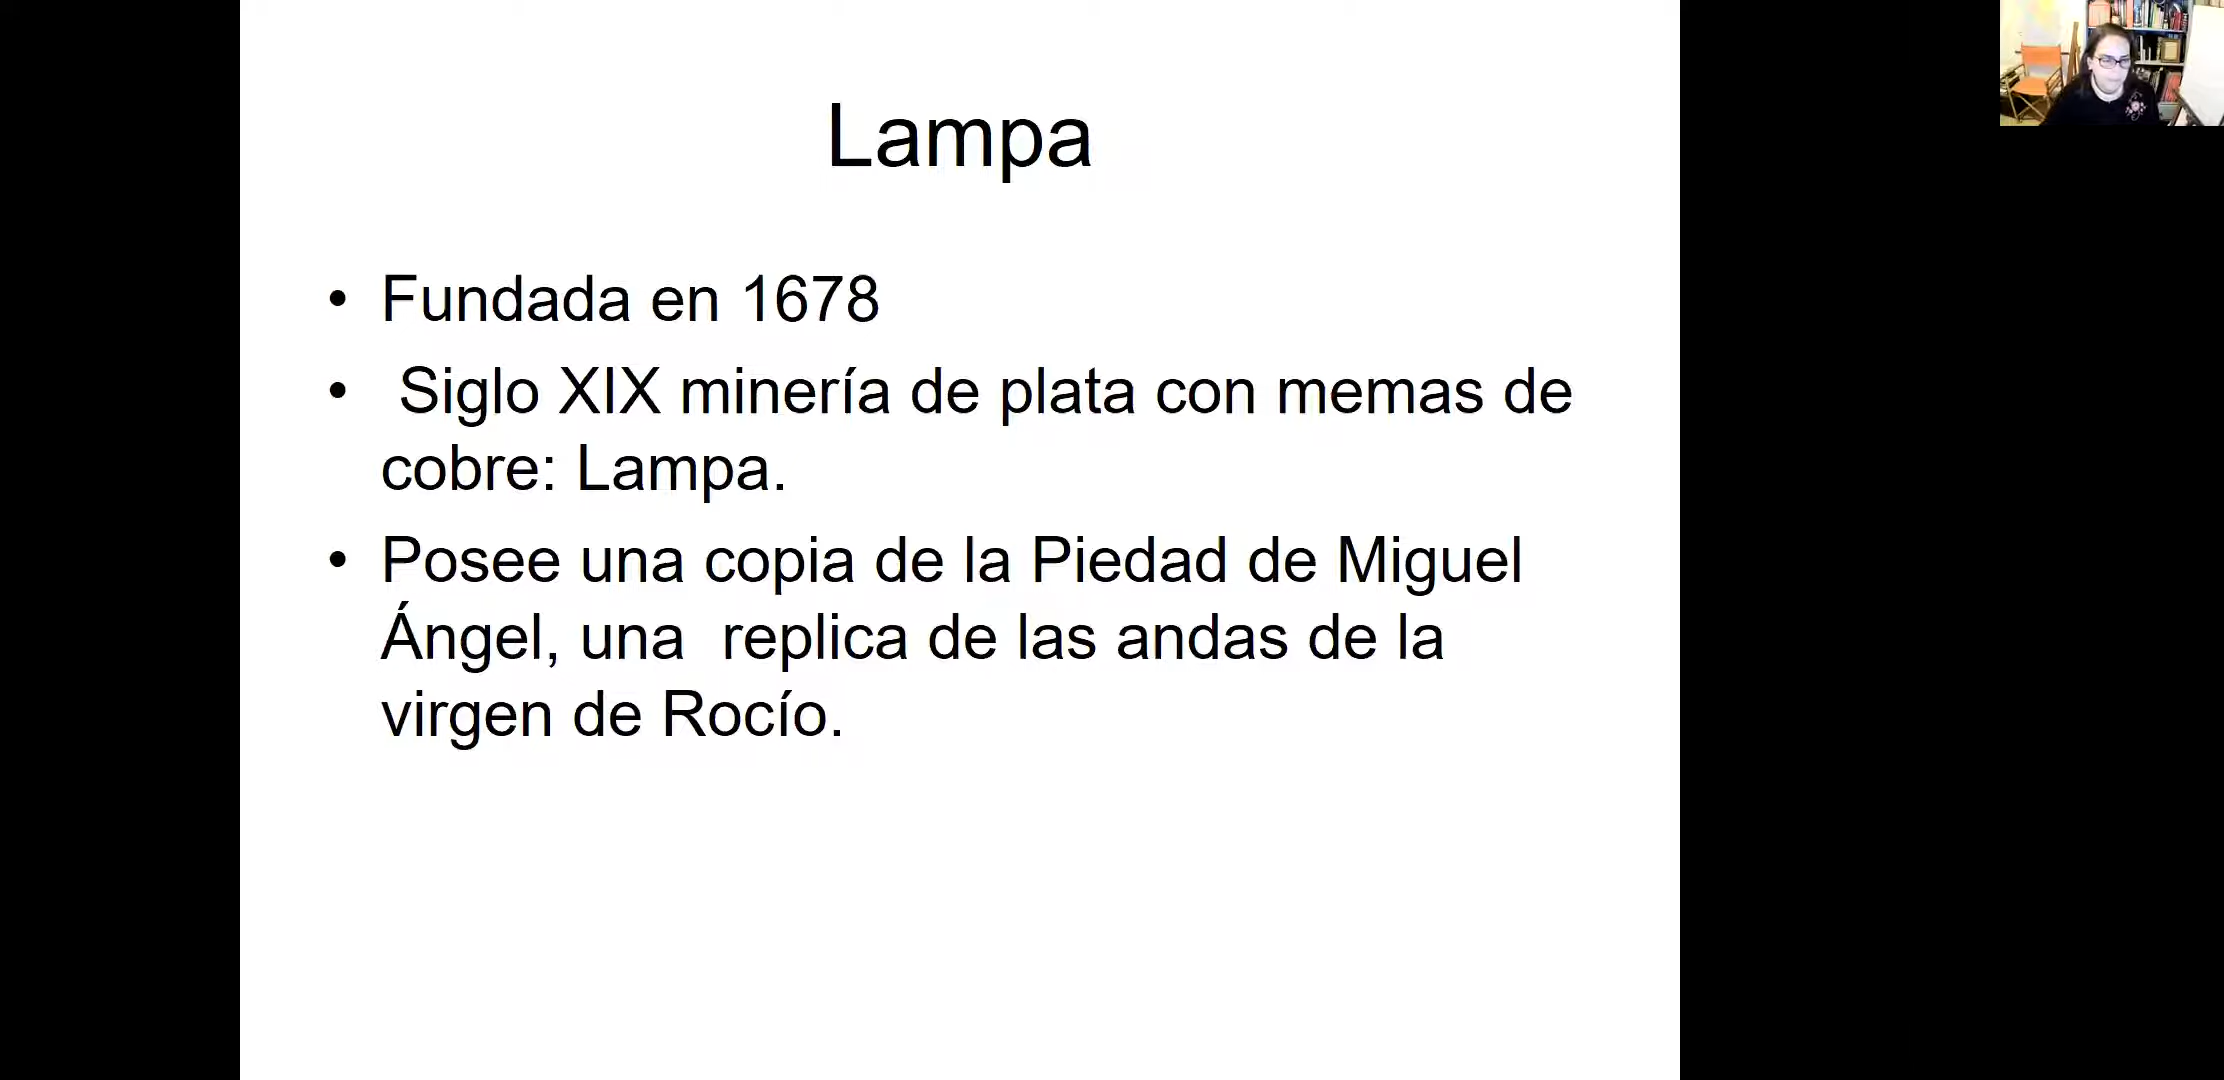 Lampa
• Fundada en 1678
• Siglo XIX minería de plata con memas de
cobre: Lampa.
• Posee una copia de la Piedad de Miguel
Ángel, una replica de las andas de la
virgen de Rocío.